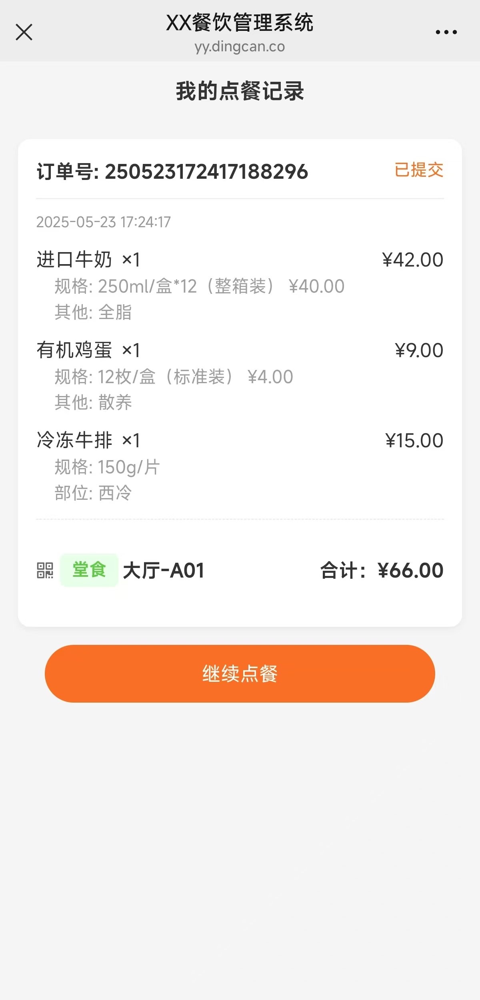 XX餐饮管理系统
yy.dingcan.co
我的点餐记录
订单号: 250523172417188296 已提交
2025-05-23 17:24:17
进口牛奶 ×1 ¥42.00
规格: 250ml/盒*12（整箱装） ¥40.00
其他: 全脂
有机鸡蛋 ×1 ¥9.00
规格: 12枚/盒（标准装） ¥4.00
其他: 散养
冷冻牛排 ×1 ¥15.00
规格: 150g/片
部位: 西冷
堂食 大厅-A01 合计：¥66.00
继续点餐